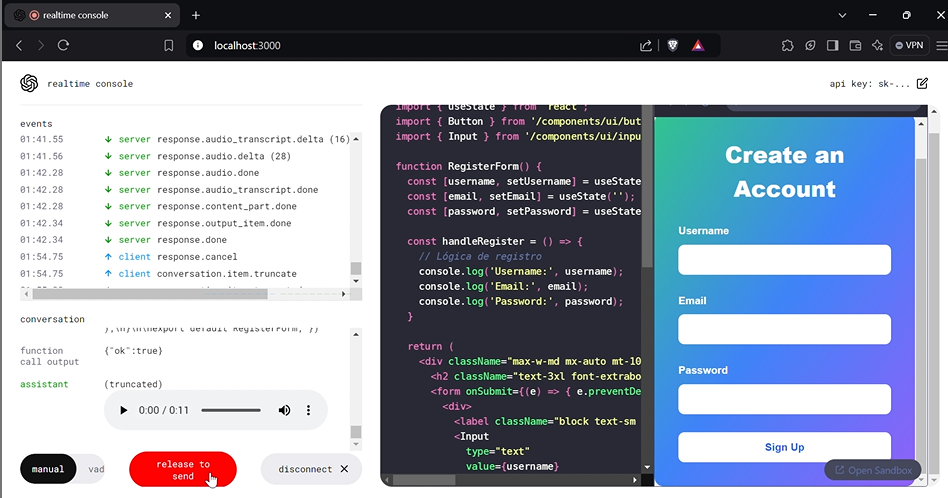 realtime console
localhost:3000
VPN
realtime console
api key: sk-...
events
01:41.55 ↓ server response.audio_transcript.delta (16)
01:41.56 ↓ server response.audio.delta (28)
01:42.28 ↓ server response.audio.done
01:42.28 ↓ server response.audio_transcript.done
01:42.28 ↓ server response.content_part.done
01:42.34 ↓ server response.output_item.done
01:42.34 ↓ server response.done
01:54.75 ↑ client response.cancel
01:54.75 ↑ client conversation.item.truncate
conversation
};\n}\n\nexport default RegisterForm;"})
function call output
{"ok":true}
assistant
(truncated)
0:00 / 0:11
manual
vad
release to
send
disconnect
import { useState } from 'react';
import { Button } from '/components/ui/but
import { Input } from '/components/ui/inpu
function RegisterForm() {
const [username, setUsername] = useState
const [email, setEmail] = useState('');
const [password, setPassword] = useState
const handleRegister = () => {
// Lógica de registro
console.log('Username:', username);
console.log('Email:', email);
console.log('Password:', password);
}
return (
<div className="max-w-md mx-auto mt-10
<h2 className="text-3xl font-extrabo
<form onSubmit={(e) => { e.preventDe
<div>
<label className="block text-sm
<Input
type="text"
value={username}
Create an
Account
Username
Email
Password
Sign Up
Open Sandbox